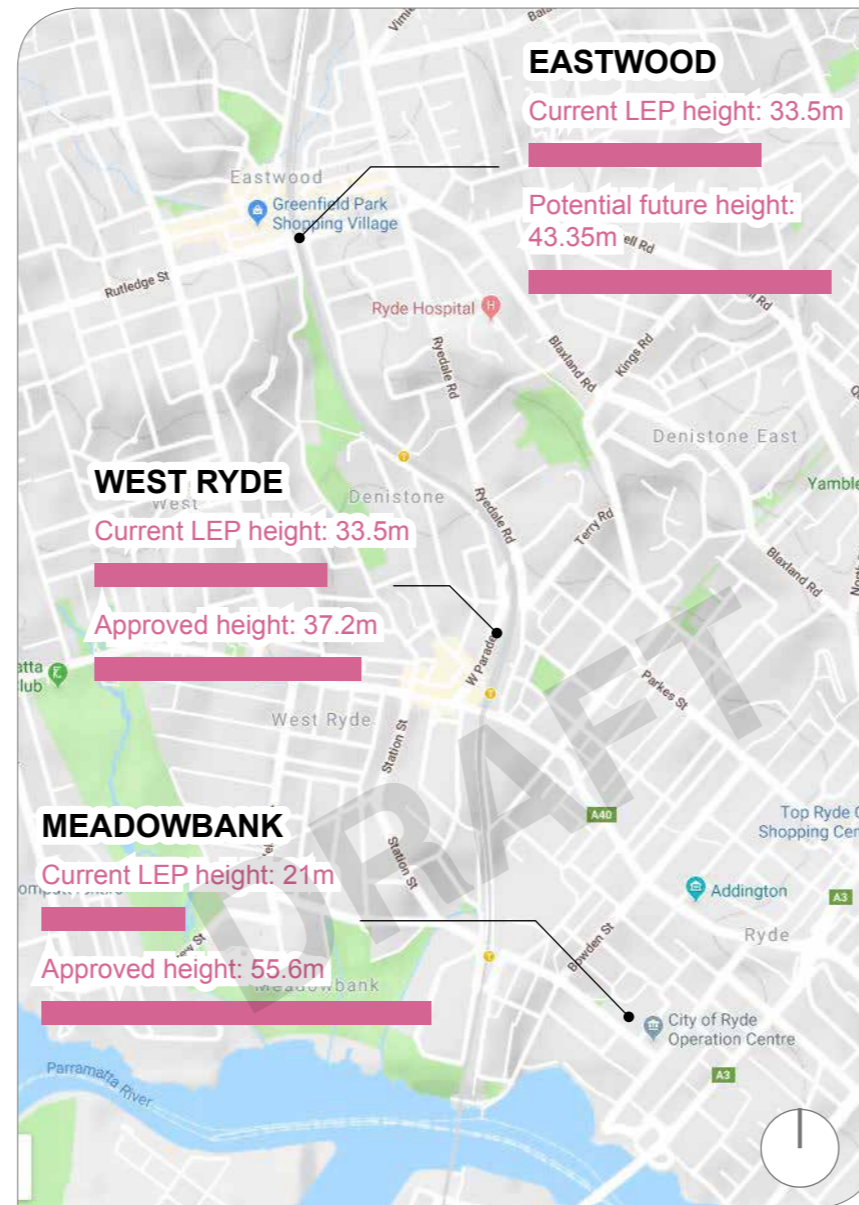 EASTWOOD
Current LEP height: 33.5m
Potential future height:
43.35m
Eastwood
Greenfield Park
Shopping Village
Rutledge St
Ryde Hospital
H
Ryedale Rd
Blaxland Rd
Kings Rd
Denistone East
WEST RYDE
West
Current LEP height: 33.5m
Approved height: 37.2m
Denistone
Ryedale Rd
Terry Rd
Blaxland Rd
W Parade
West Ryde
Station St
Parkes St
A40
MEADOWBANK
Current LEP height: 21m
Approved height: 55.6m
Station St
Meadowbank
Addington
A3
Ryde
Bowden St
City of Ryde
Operation Centre
A3
Parramatta River
DRAFT